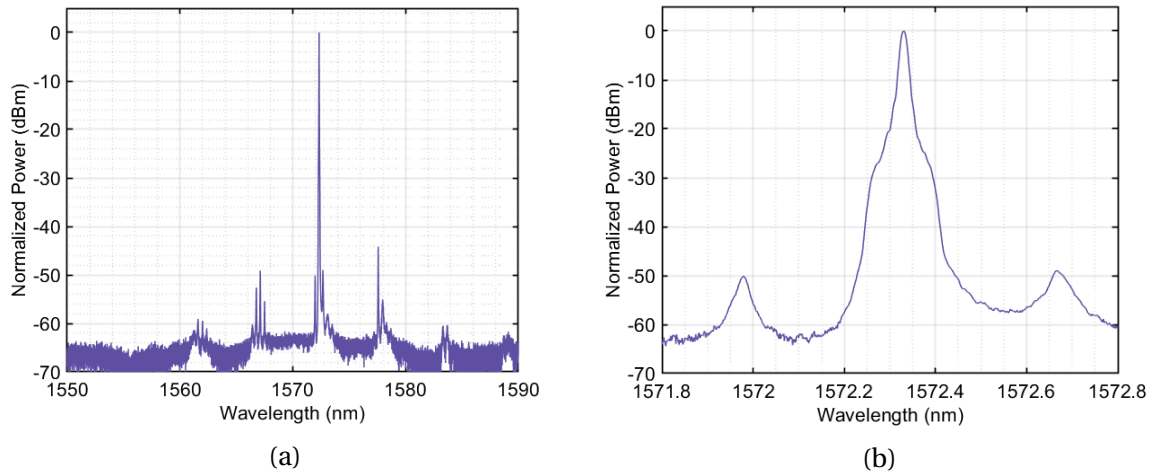 0
-10
-20
-30
-40
-50
-60
-70
Normalized Power (dBm)
1550 1560 1570 1580 1590
Wavelength (nm)
(a)
0
-10
-20
-30
-40
-50
-60
-70
Normalized Power (dBm)
1571.8 1572 1572.2 1572.4 1572.6 1572.8
Wavelength (nm)
(b)